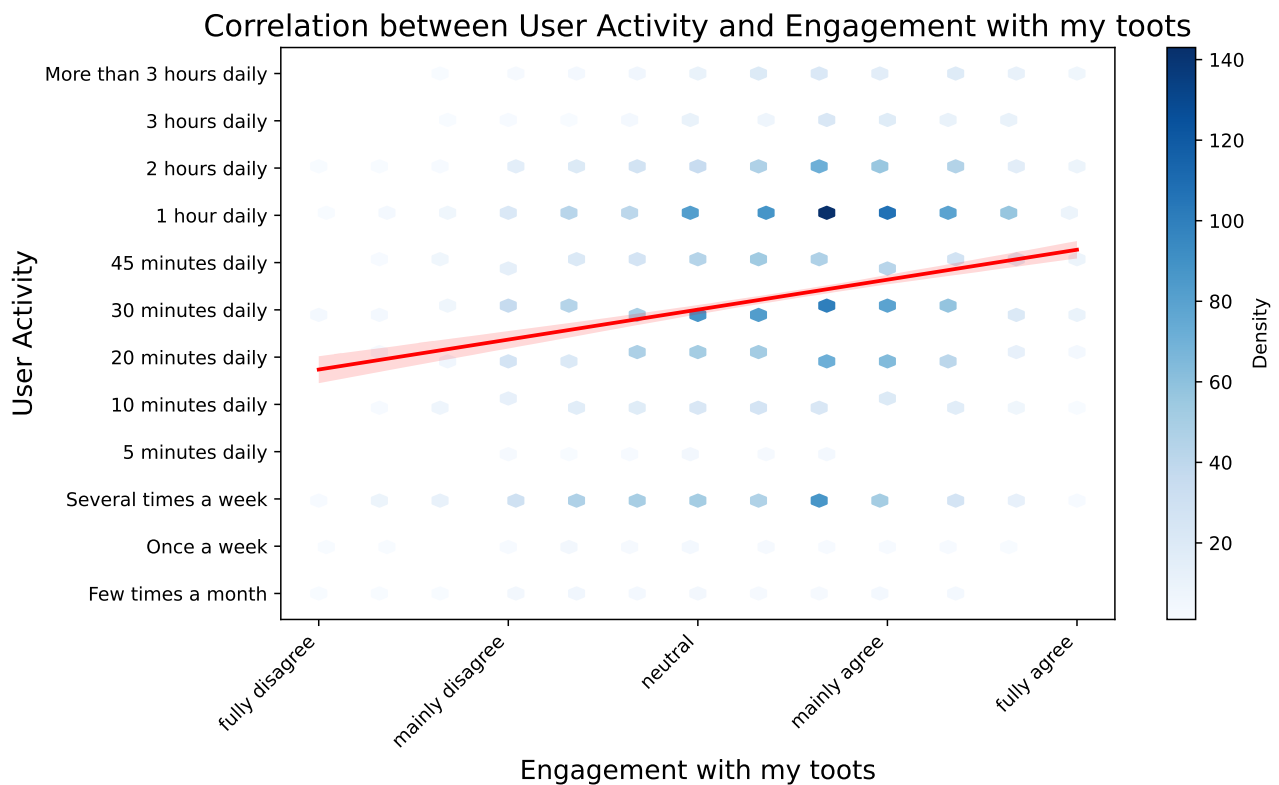 Correlation between User Activity and Engagement with my toots
User Activity
More than 3 hours daily
3 hours daily
2 hours daily
1 hour daily
45 minutes daily
30 minutes daily
20 minutes daily
10 minutes daily
5 minutes daily
Several times a week
Once a week
Few times a month
fully disagree
mainly disagree
neutral
mainly agree
fully agree
Engagement with my toots
140
120
100
80
60
40
20
Density